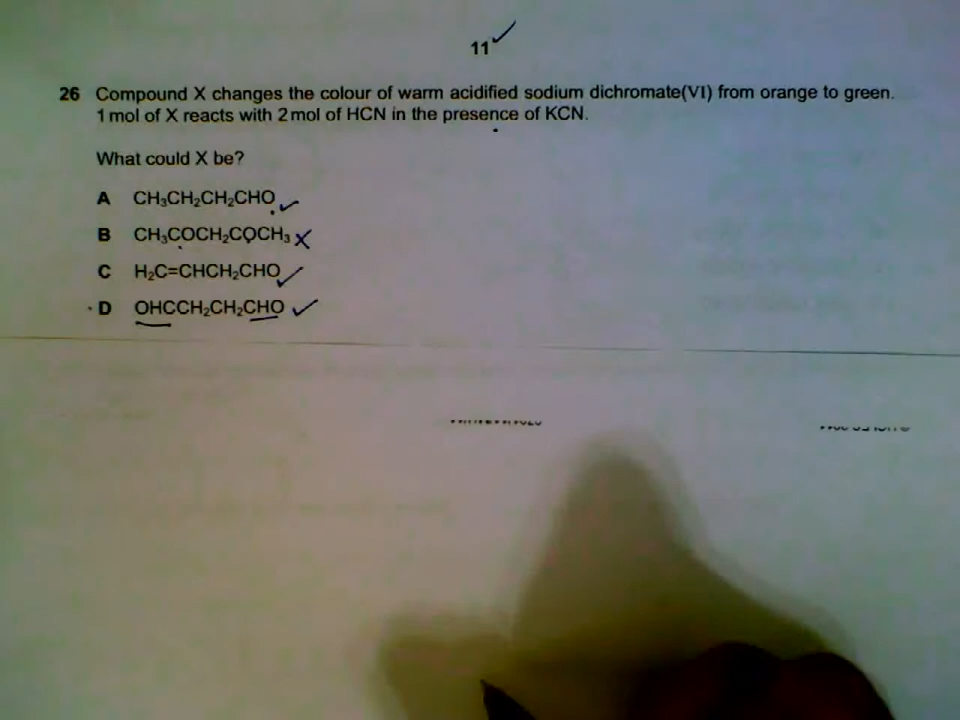 11
26 Compound X changes the colour of warm acidified sodium dichromate(VI) from orange to green.
1 mol of X reacts with 2 mol of HCN in the presence of KCN.
What could X be?
A CH₃CH₂CH₂CH₂CHO
B CH₃COCH₂COCH₃
C H₂C=CHCH₂CHO
D OHCCH₂CH₂CHO